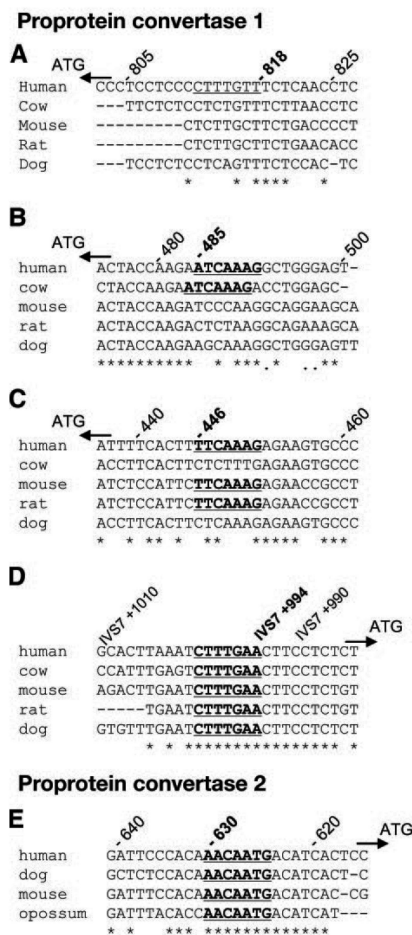 Proprotein convertase 1
A
ATG -805 -818 -825
Human CCCTCCTCCCCTTTGTTTCTCAACCTC
Cow ---TTCTCTCCTCTGTTTCTTAACCTC
Mouse ----------CTCTTGCTTCTGACCCCT
Rat ----------CTCTTGCTTCTGAACACC
Dog ---TCCTCTCCTCAGTTTCTCCAC-TC
* * **** *
B
ATG -480 -485 -500
human ACTACCAAGAATCAAAGGCTGGGAGT-
cow CTACCAAGAATCAAAGACCTGGAGC-
mouse ACTACCAAGATCCCAAGGCAGGAAGCA
rat ACTACCAAGACTCTAAGGCAGAAAGCA
dog ACTACCAAGAAGCAAAGGCTGGGAGTT
********** * *** . * .. *
C
ATG -440 -446 -460
human ATTTTCACTTTTCAAAGAGAAGTGCCC
cow ACCTTCACTTCTCTTTGAGAAGTGCCC
mouse ATCTCCATTCTTCAAAGAGAACCGCCT
rat ATCTCCATTCTTCAAAGAGAACCGCCT
dog ACCTTCACTTCTCAAAGAGAAGTGCCC
* * ** * ** ***** ***
D
IVS7 +1010 IVS7 +994 IVS7 +990 ATG
human GCACTTAAATCTTTGAACTTCCTCTCT
cow CCATTTGAGTCTTTGAACTTCCTCTCT
mouse AGACTTGAATCTTTGAACTTCCTCTGT
rat -----TGAATCTTTGAACTTCCTCTGT
dog GTGTTTGAATCTTTGAACTTCCTCTCT
* * **************** *
Proprotein convertase 2
E
-640 -630 -620 ATG
human GATTCCCACAAACAATGACATCACTCC
dog GCTCTCCACAAACAATGACATCACT-C
mouse GATTTCCACAAACAATGACATCAC-CG
opossum GATTTACACCAACAATGACATCAT---
* * *** *************